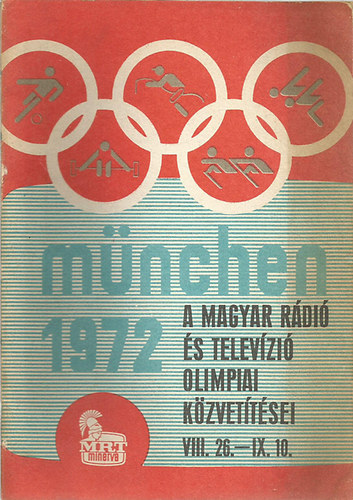 münchen
1972
A MAGYAR RÁDIÓ
ÉS TELEVÍZIÓ
OLIMPIAI
KÖZVETÍTÉSEI
VIII. 26.—IX. 10.
MRT
minerva